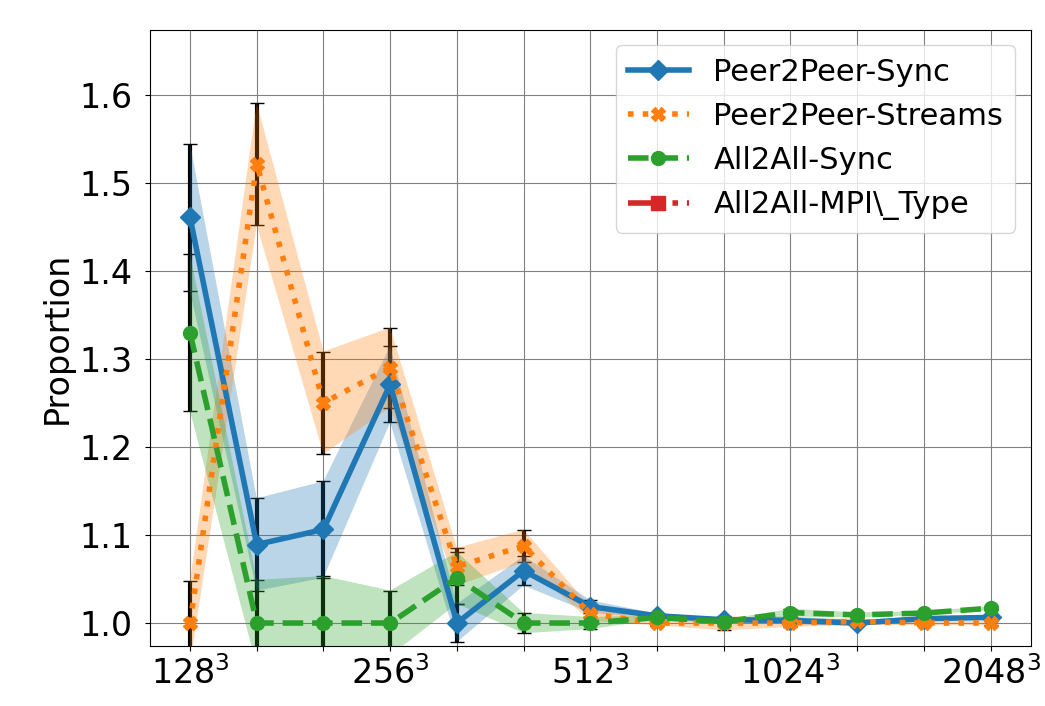 Peer2Peer-Sync
Peer2Peer-Streams
All2All-Sync
All2All-MPI\_Type
Proportion
1.6
1.5
1.4
1.3
1.2
1.1
1.0
128³ 256³ 512³ 1024³ 2048³